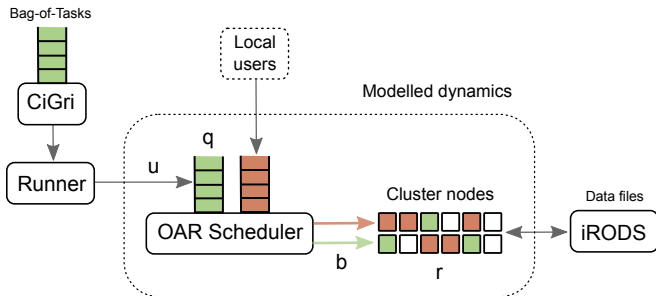 Bag-of-Tasks
CiGri
Runner
u
Local
users
Modelled dynamics
q
OAR Scheduler
b
Cluster nodes
r
Data files
iRODS